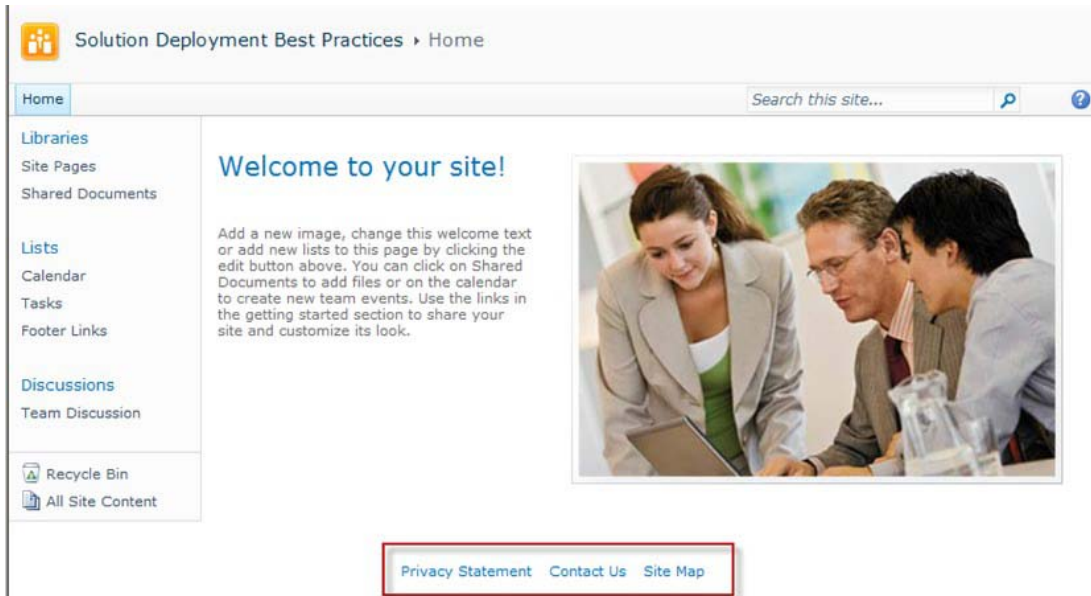 Solution Deployment Best Practices ▸ Home
Home
Search this site...
Libraries
Site Pages
Shared Documents
Lists
Calendar
Tasks
Footer Links
Discussions
Team Discussion
Recycle Bin
All Site Content
Welcome to your site!
Add a new image, change this welcome text
or add new lists to this page by clicking the
edit button above. You can click on Shared
Documents to add files or on the calendar
to create new team events. Use the links in
the getting started section to share your
site and customize its look.
Privacy Statement Contact Us Site Map